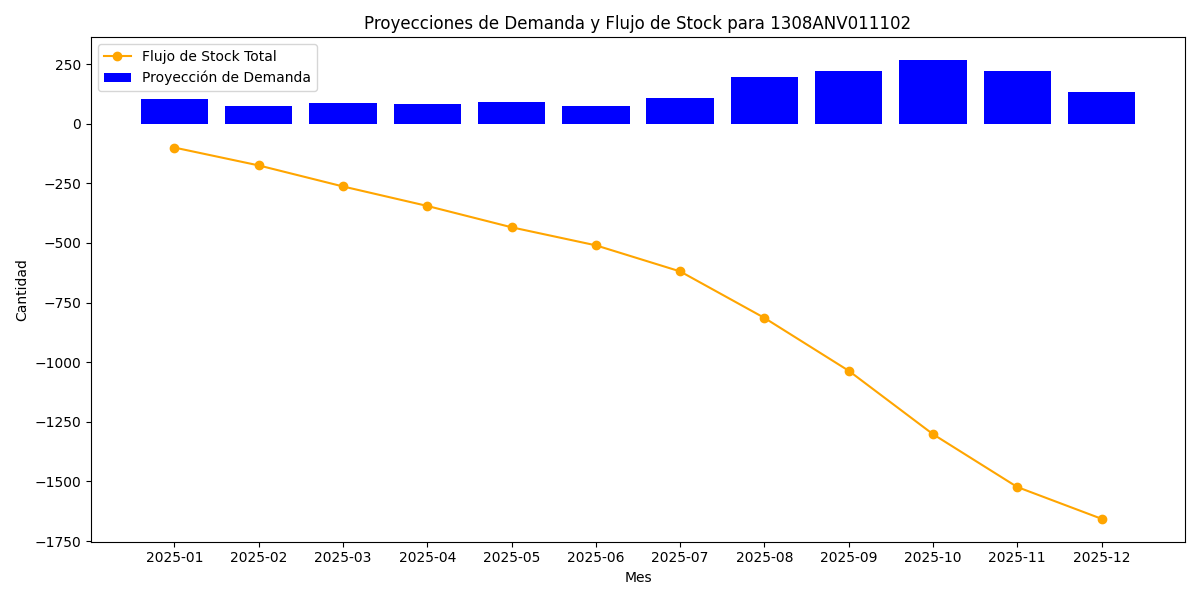 Proyecciones de Demanda y Flujo de Stock para 1308ANV011102
Flujo de Stock Total
Proyección de Demanda
Cantidad
250
0
−250
−500
−750
−1000
−1250
−1500
−1750
2025-01 2025-02 2025-03 2025-04 2025-05 2025-06 2025-07 2025-08 2025-09 2025-10 2025-11 2025-12
Mes